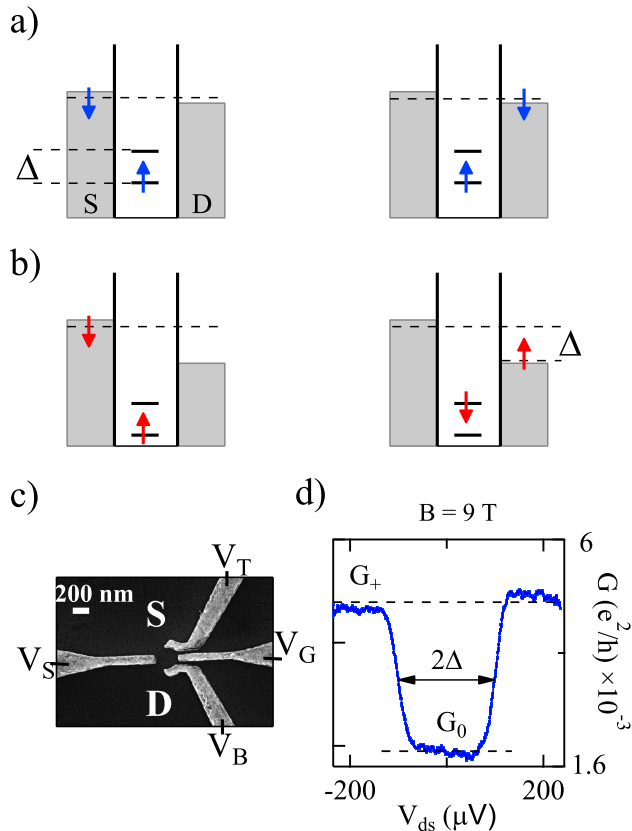 a)
Δ
S
D
b)
Δ
c)
200 nm
S
D
V_T
V_S
V_G
V_B
d)
B = 9 T
G_+
2Δ
G_0
6
1.6
G (e^2/h) ×10^-3
-200
200
V_ds (μV)